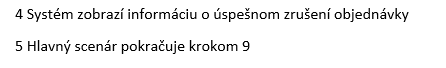 4 Systém zobrazí informáciu o úspešnom zrušení objednávky
5 Hlavný scenár pokračuje krokom 9